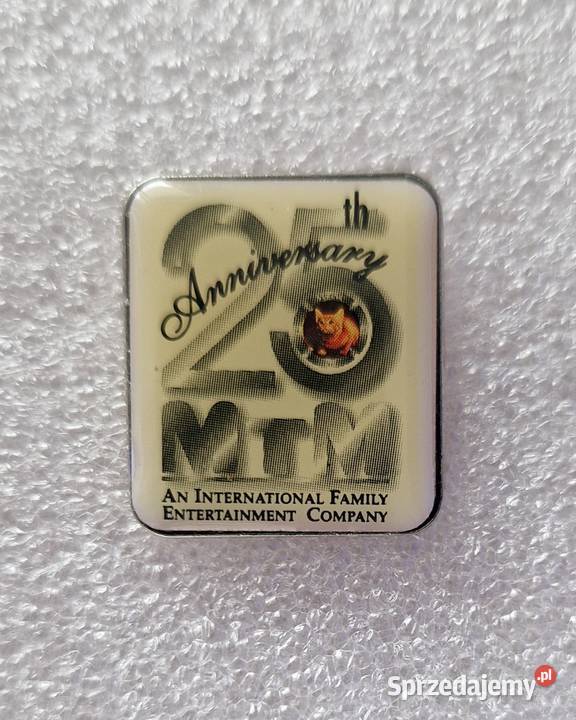 25th
Anniversary
MTM
AN INTERNATIONAL FAMILY
ENTERTAINMENT COMPANY
Sprzedajemy.pl